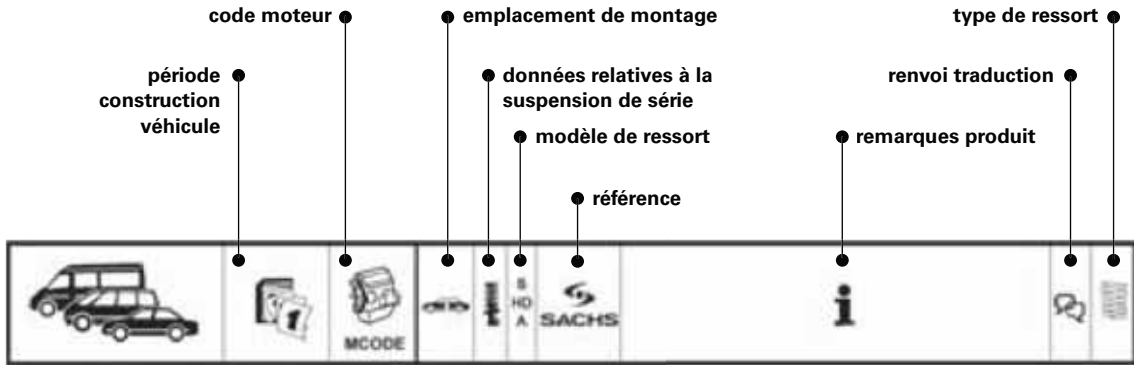 code moteur
emplacement de montage
type de ressort
période
construction
véhicule
données relatives à la
suspension de série
renvoi traduction
modèle de ressort
remarques produit
référence
1
MCODE
S
HD
A
SACHS
i